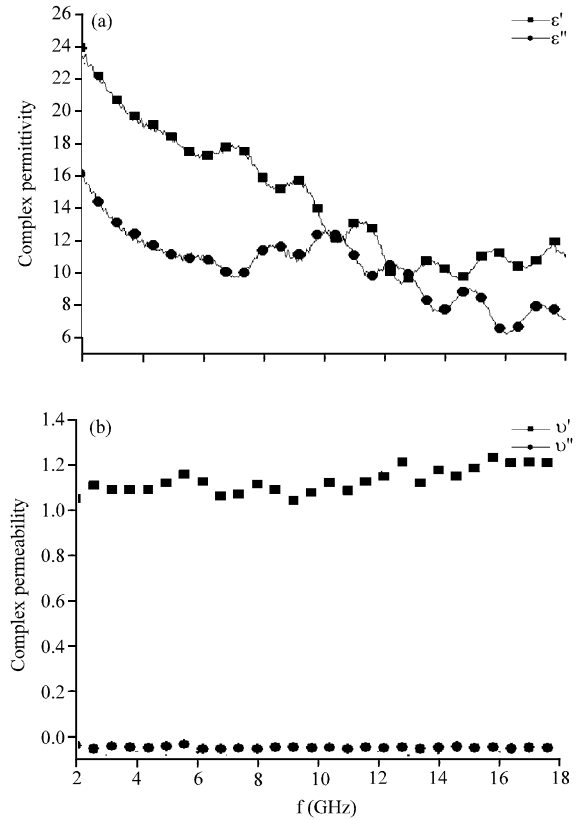 (a)
ε'
ε"
26
24
22
20
18
16
14
12
10
8
6
Complex permittivity
(b)
υ'
υ"
1.4
1.2
1.0
0.8
0.6
0.4
0.2
0.0
Complex permeability
2 4 6 8 10 12 14 16 18
f (GHz)